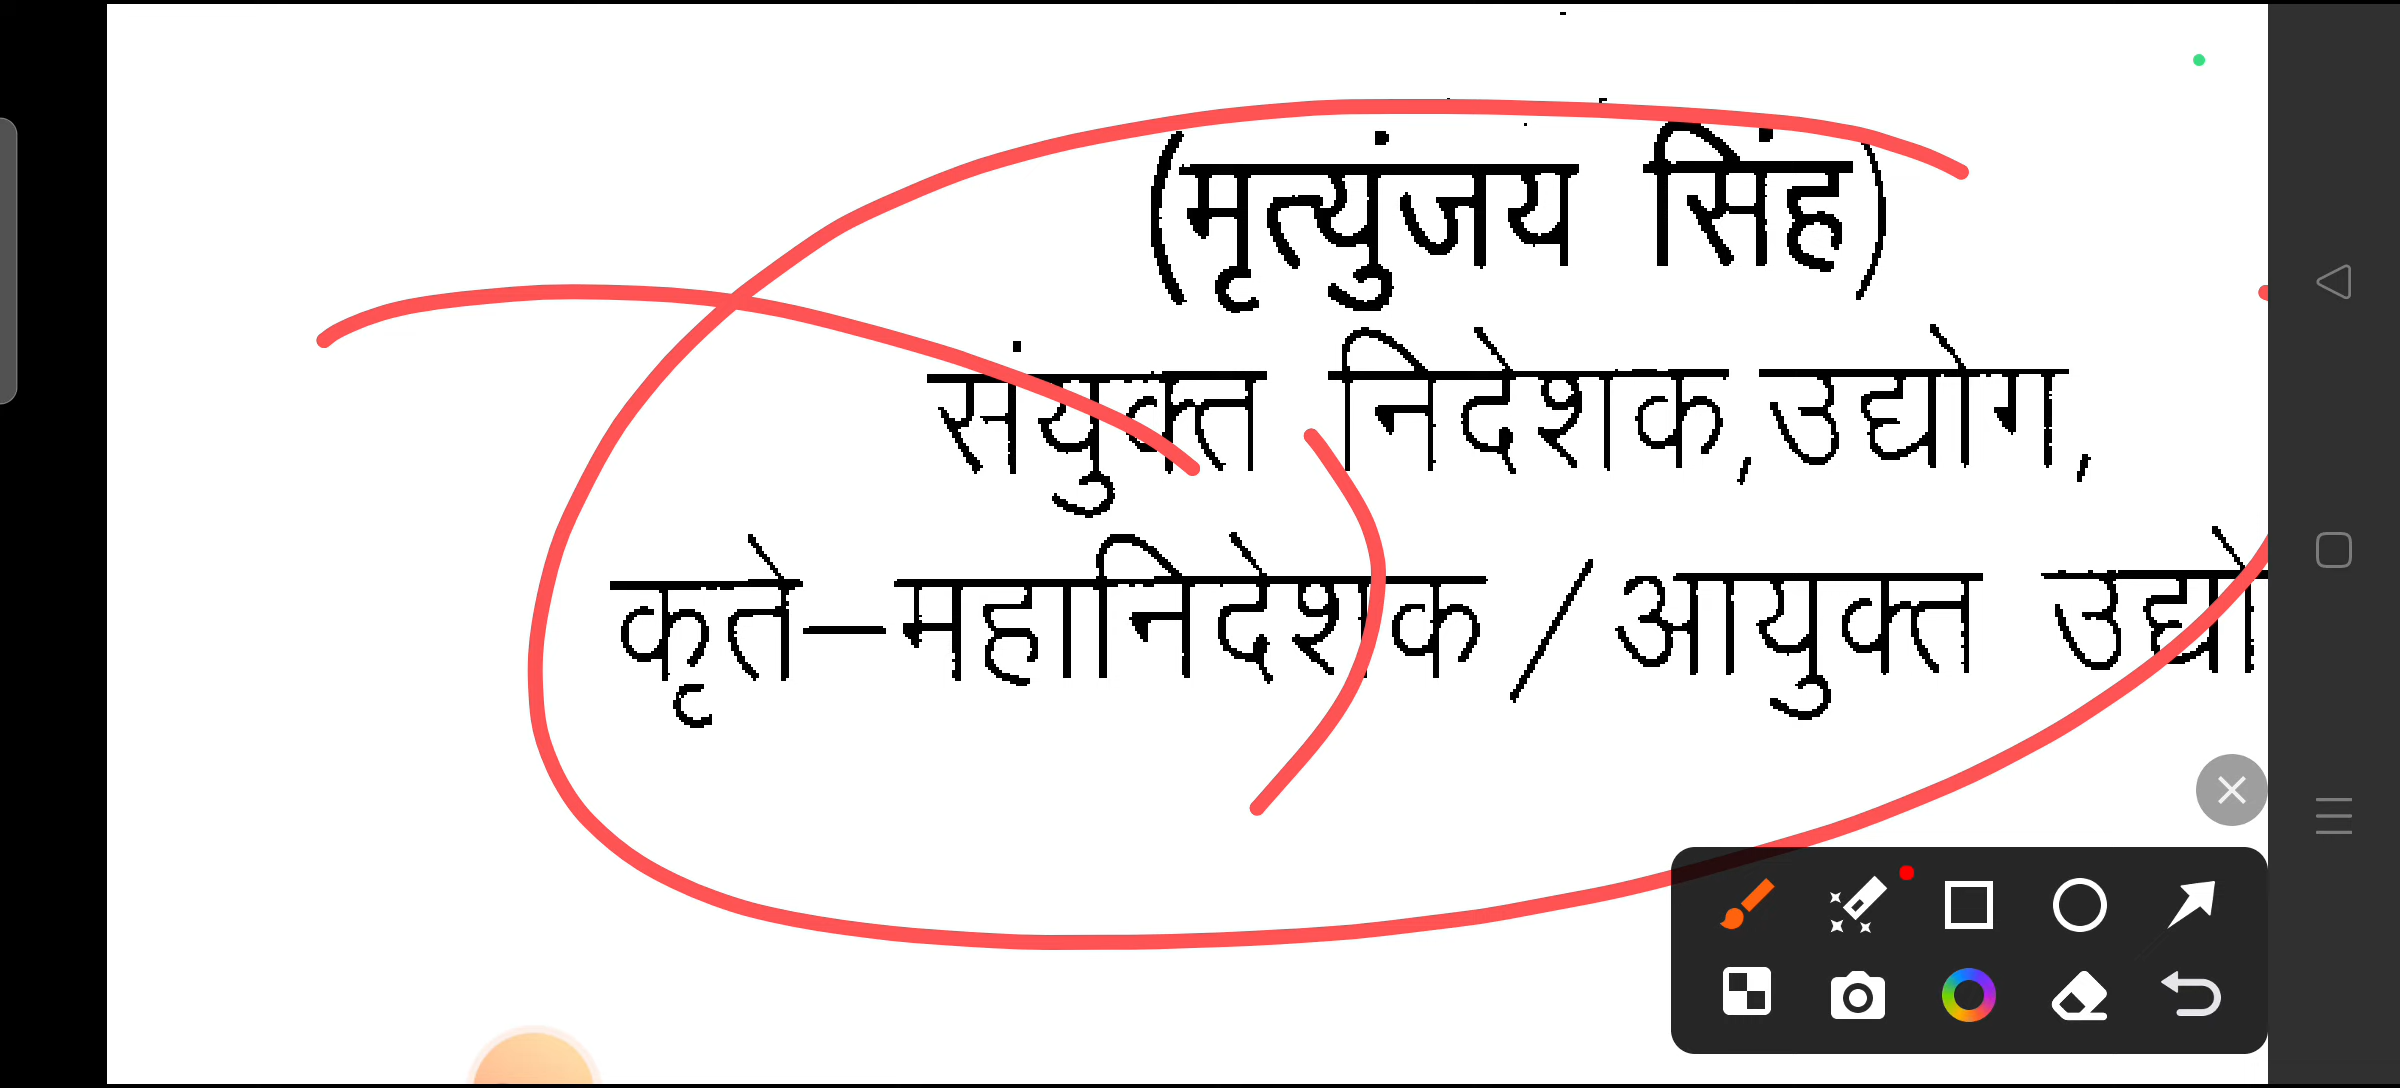 (मृत्युंजय सिंह)
संयुक्त निदेशक,उद्योग,
कृते–महानिदेशक / आयुक्त